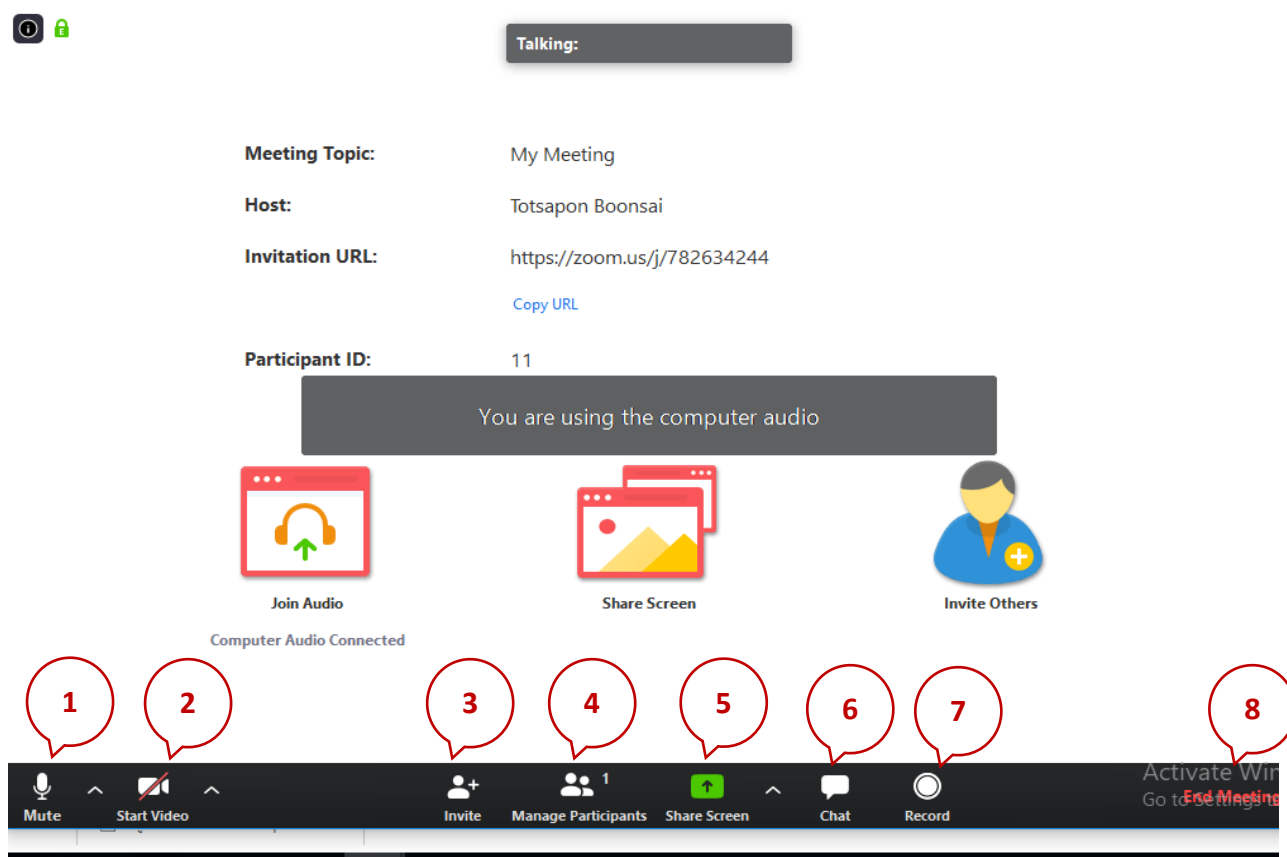 Talking:
Meeting Topic: My Meeting
Host: Totsapon Boonsai
Invitation URL: https://zoom.us/j/782634244
Copy URL
Participant ID: 11
You are using the computer audio
Join Audio Share Screen Invite Others
Computer Audio Connected
1 2 3 4 5 6 7 8
Activate Win
1
Go to Settings
End Meeting
Mute Start Video Invite Manage Participants Share Screen Chat Record